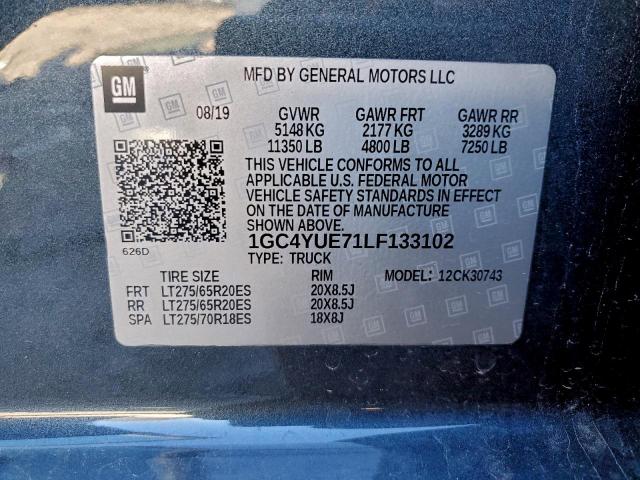 GM
MFD BY GENERAL MOTORS LLC
08/19 GVWR GAWR FRT GAWR RR
5148 KG 2177 KG 3289 KG
11350 LB 4800 LB 7250 LB
THIS VEHICLE CONFORMS TO ALL
APPLICABLE U.S. FEDERAL MOTOR
VEHICLE SAFETY STANDARDS IN EFFECT
ON THE DATE OF MANUFACTURE SHOWN ABOVE.
1GC4YUE71LF133102
626D TYPE: TRUCK
TIRE SIZE RIM MODEL: 12CK30743
FRT LT275/65R20ES 20X8.5J
RR LT275/65R20ES 20X8.5J
SPA LT275/70R18ES 18X8J